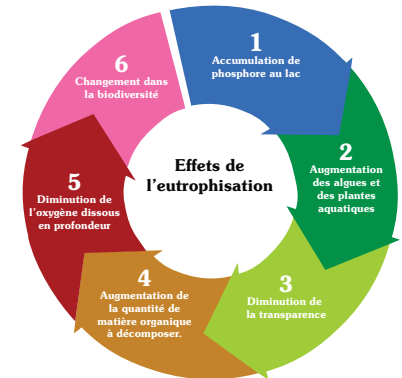 Effets de
l'eutrophisation
1
Accumulation de
phosphore au lac
2
Augmentation
des algues et
des plantes
aquatiques
3
Diminution de
la transparence
4
Augmentation de
la quantité de
matière organique
à décomposer.
5
Diminution de
l'oxygène dissous
en profondeur
6
Changement dans
la biodiversité